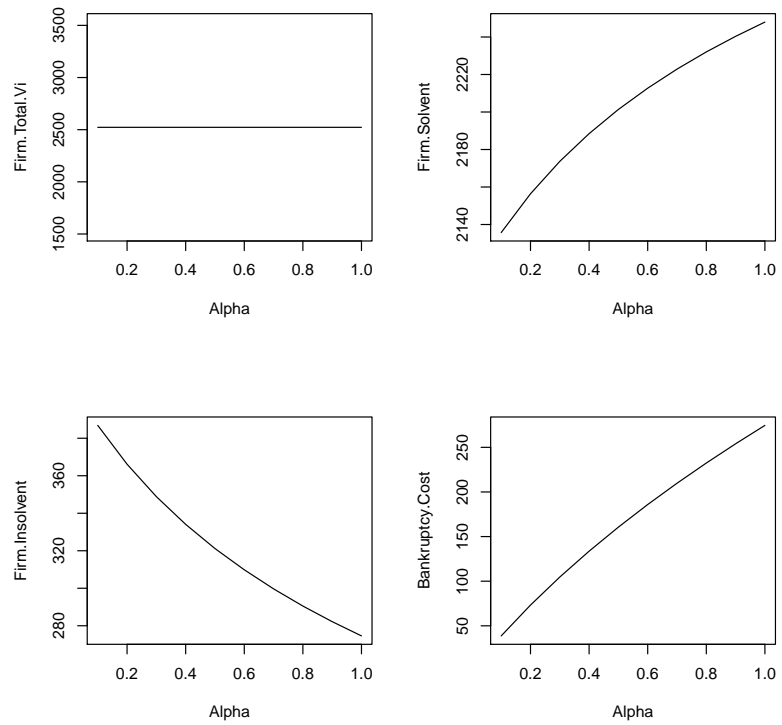 Firm.Total.Vi
3500
3000
2500
2000
1500
0.2 0.4 0.6 0.8 1.0
Alpha
Firm.Solvent
2220
2180
2140
0.2 0.4 0.6 0.8 1.0
Alpha
Firm.Insolvent
360
320
280
0.2 0.4 0.6 0.8 1.0
Alpha
Bankruptcy.Cost
250
200
150
100
50
0.2 0.4 0.6 0.8 1.0
Alpha